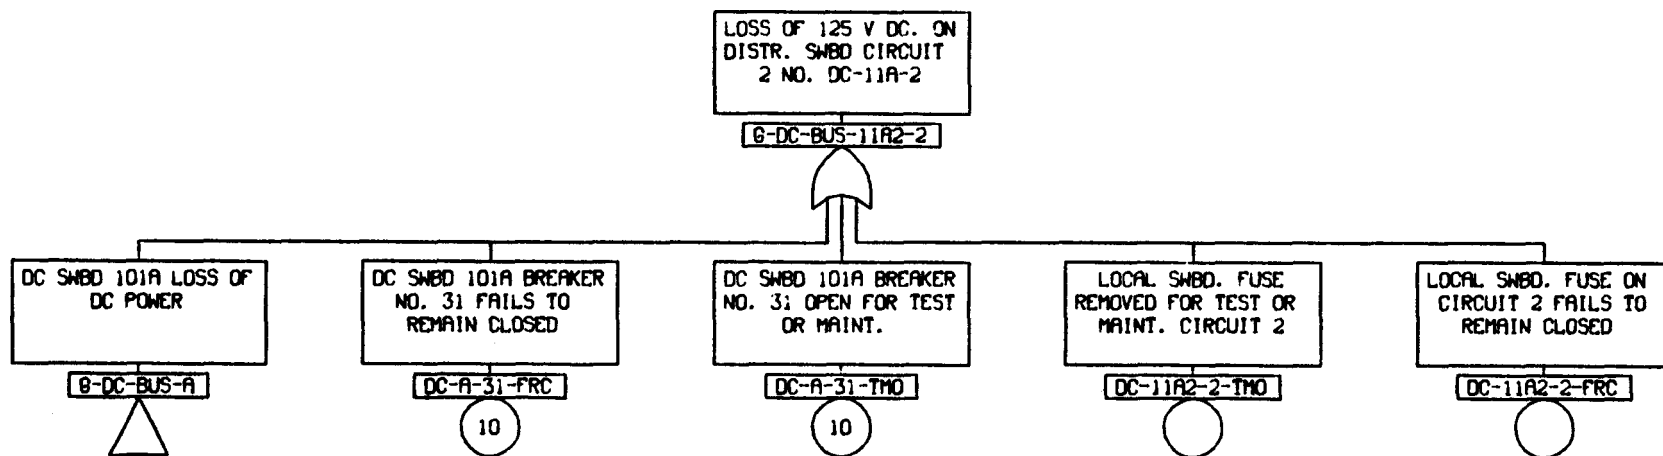 LOSS OF 125 V DC. ON
DISTR. SWBD CIRCUIT
2 NO. DC-11A-2
G-DC-BUS-11A2-2
DC SWBD 101A LOSS OF
DC POWER
G-DC-BUS-A
DC SWBD 101A BREAKER
NO. 31 FAILS TO
REMAIN CLOSED
DC-A-31-FRC
10
DC SWBD 101A BREAKER
NO. 31 OPEN FOR TEST
OR MAINT.
DC-A-31-TMO
10
LOCAL SWBD. FUSE
REMOVED FOR TEST OR
MAINT. CIRCUIT 2
DC-11A2-2-TMO
LOCAL SWBD. FUSE ON
CIRCUIT 2 FAILS TO
REMAIN CLOSED
DC-11A2-2-FRC